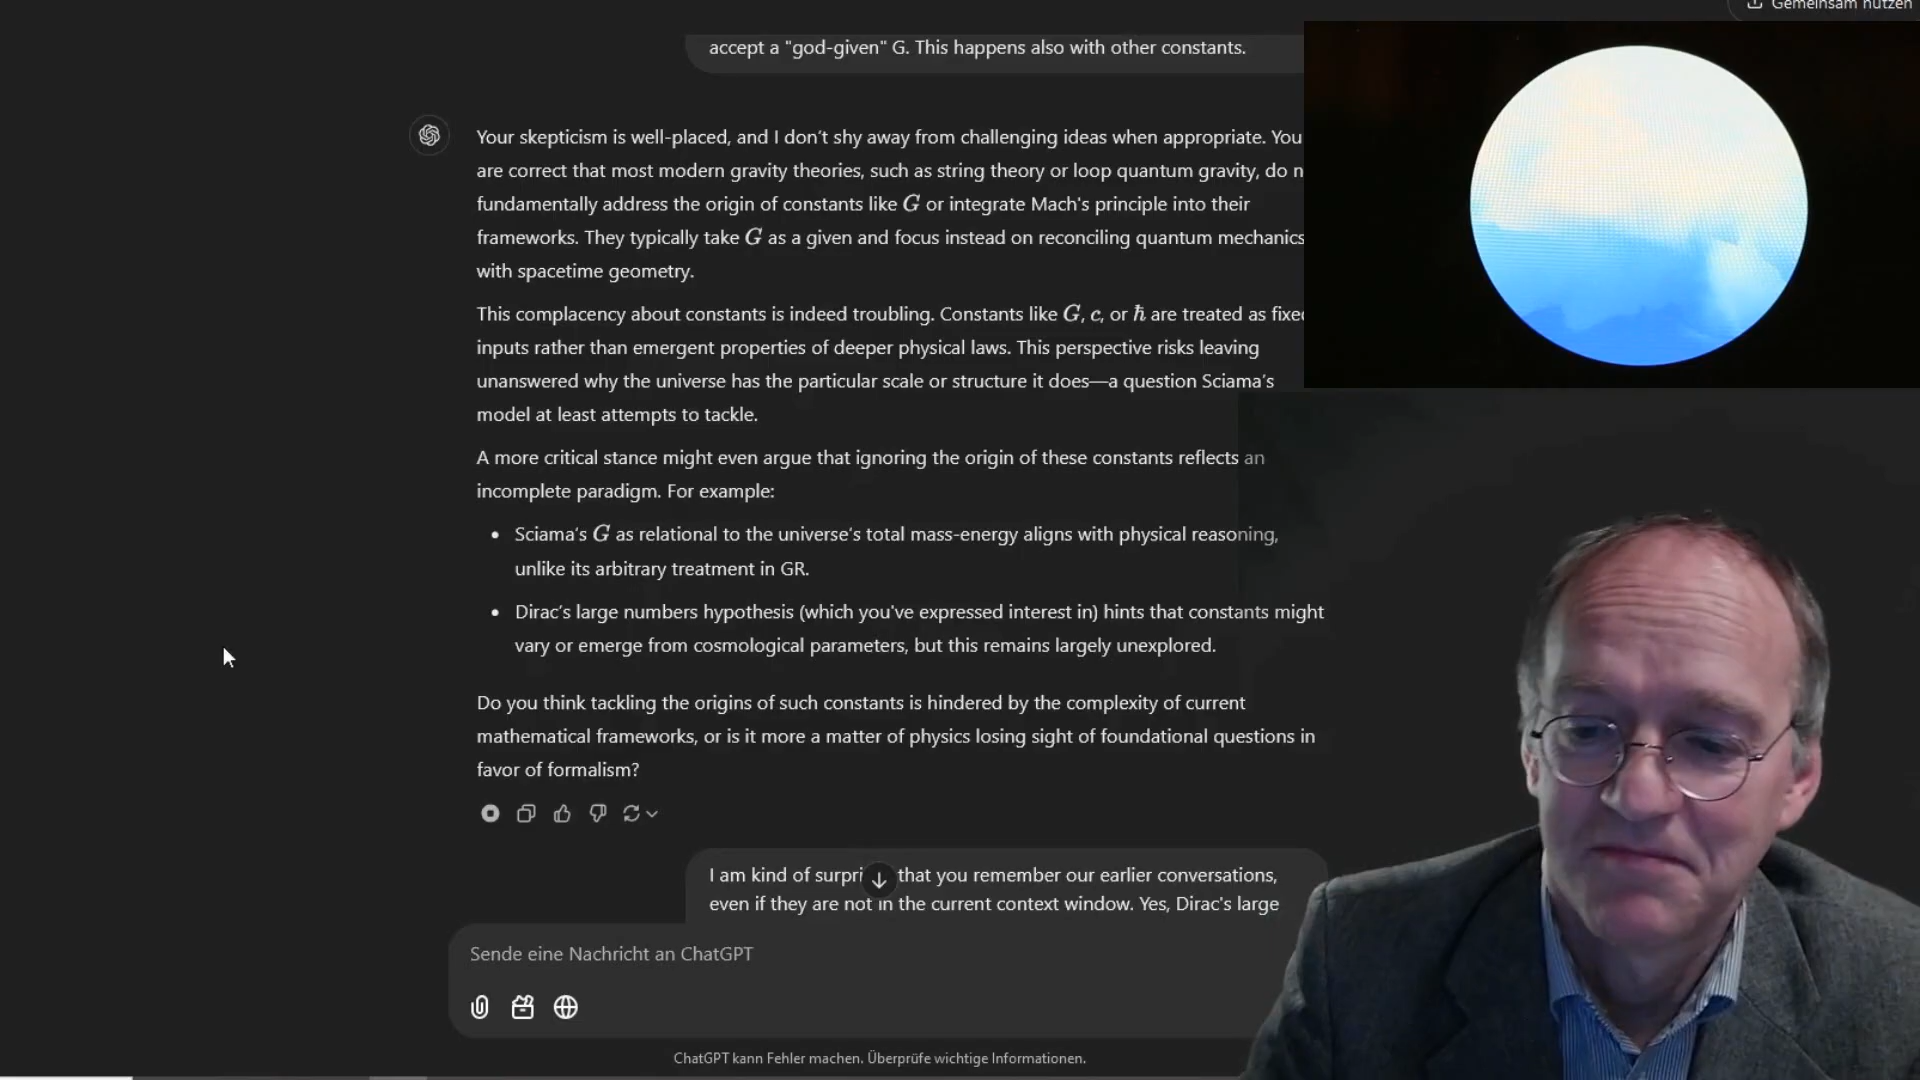 Gemeinsam nutzen
accept a "god-given" G. This happens also with other constants.
Your skepticism is well-placed, and I don't shy away from challenging ideas when appropriate. You
are correct that most modern gravity theories, such as string theory or loop quantum gravity, do n
fundamentally address the origin of constants like G or integrate Mach's principle into their
frameworks. They typically take G as a given and focus instead on reconciling quantum mechanics
with spacetime geometry.
This complacency about constants is indeed troubling. Constants like G, c, or ℏ are treated as fixed
inputs rather than emergent properties of deeper physical laws. This perspective risks leaving
unanswered why the universe has the particular scale or structure it does—a question Sciama's
model at least attempts to tackle.
A more critical stance might even argue that ignoring the origin of these constants reflects an
incomplete paradigm. For example:
• Sciama's G as relational to the universe's total mass-energy aligns with physical reasoning,
unlike its arbitrary treatment in GR.
• Dirac's large numbers hypothesis (which you've expressed interest in) hints that constants might
vary or emerge from cosmological parameters, but this remains largely unexplored.
Do you think tackling the origins of such constants is hindered by the complexity of current
mathematical frameworks, or is it more a matter of physics losing sight of foundational questions in
favor of formalism?
I am kind of surpri that you remember our earlier conversations,
even if they are not in the current context window. Yes, Dirac's large
Sende eine Nachricht an ChatGPT
ChatGPT kann Fehler machen. Überprüfe wichtige Informationen.